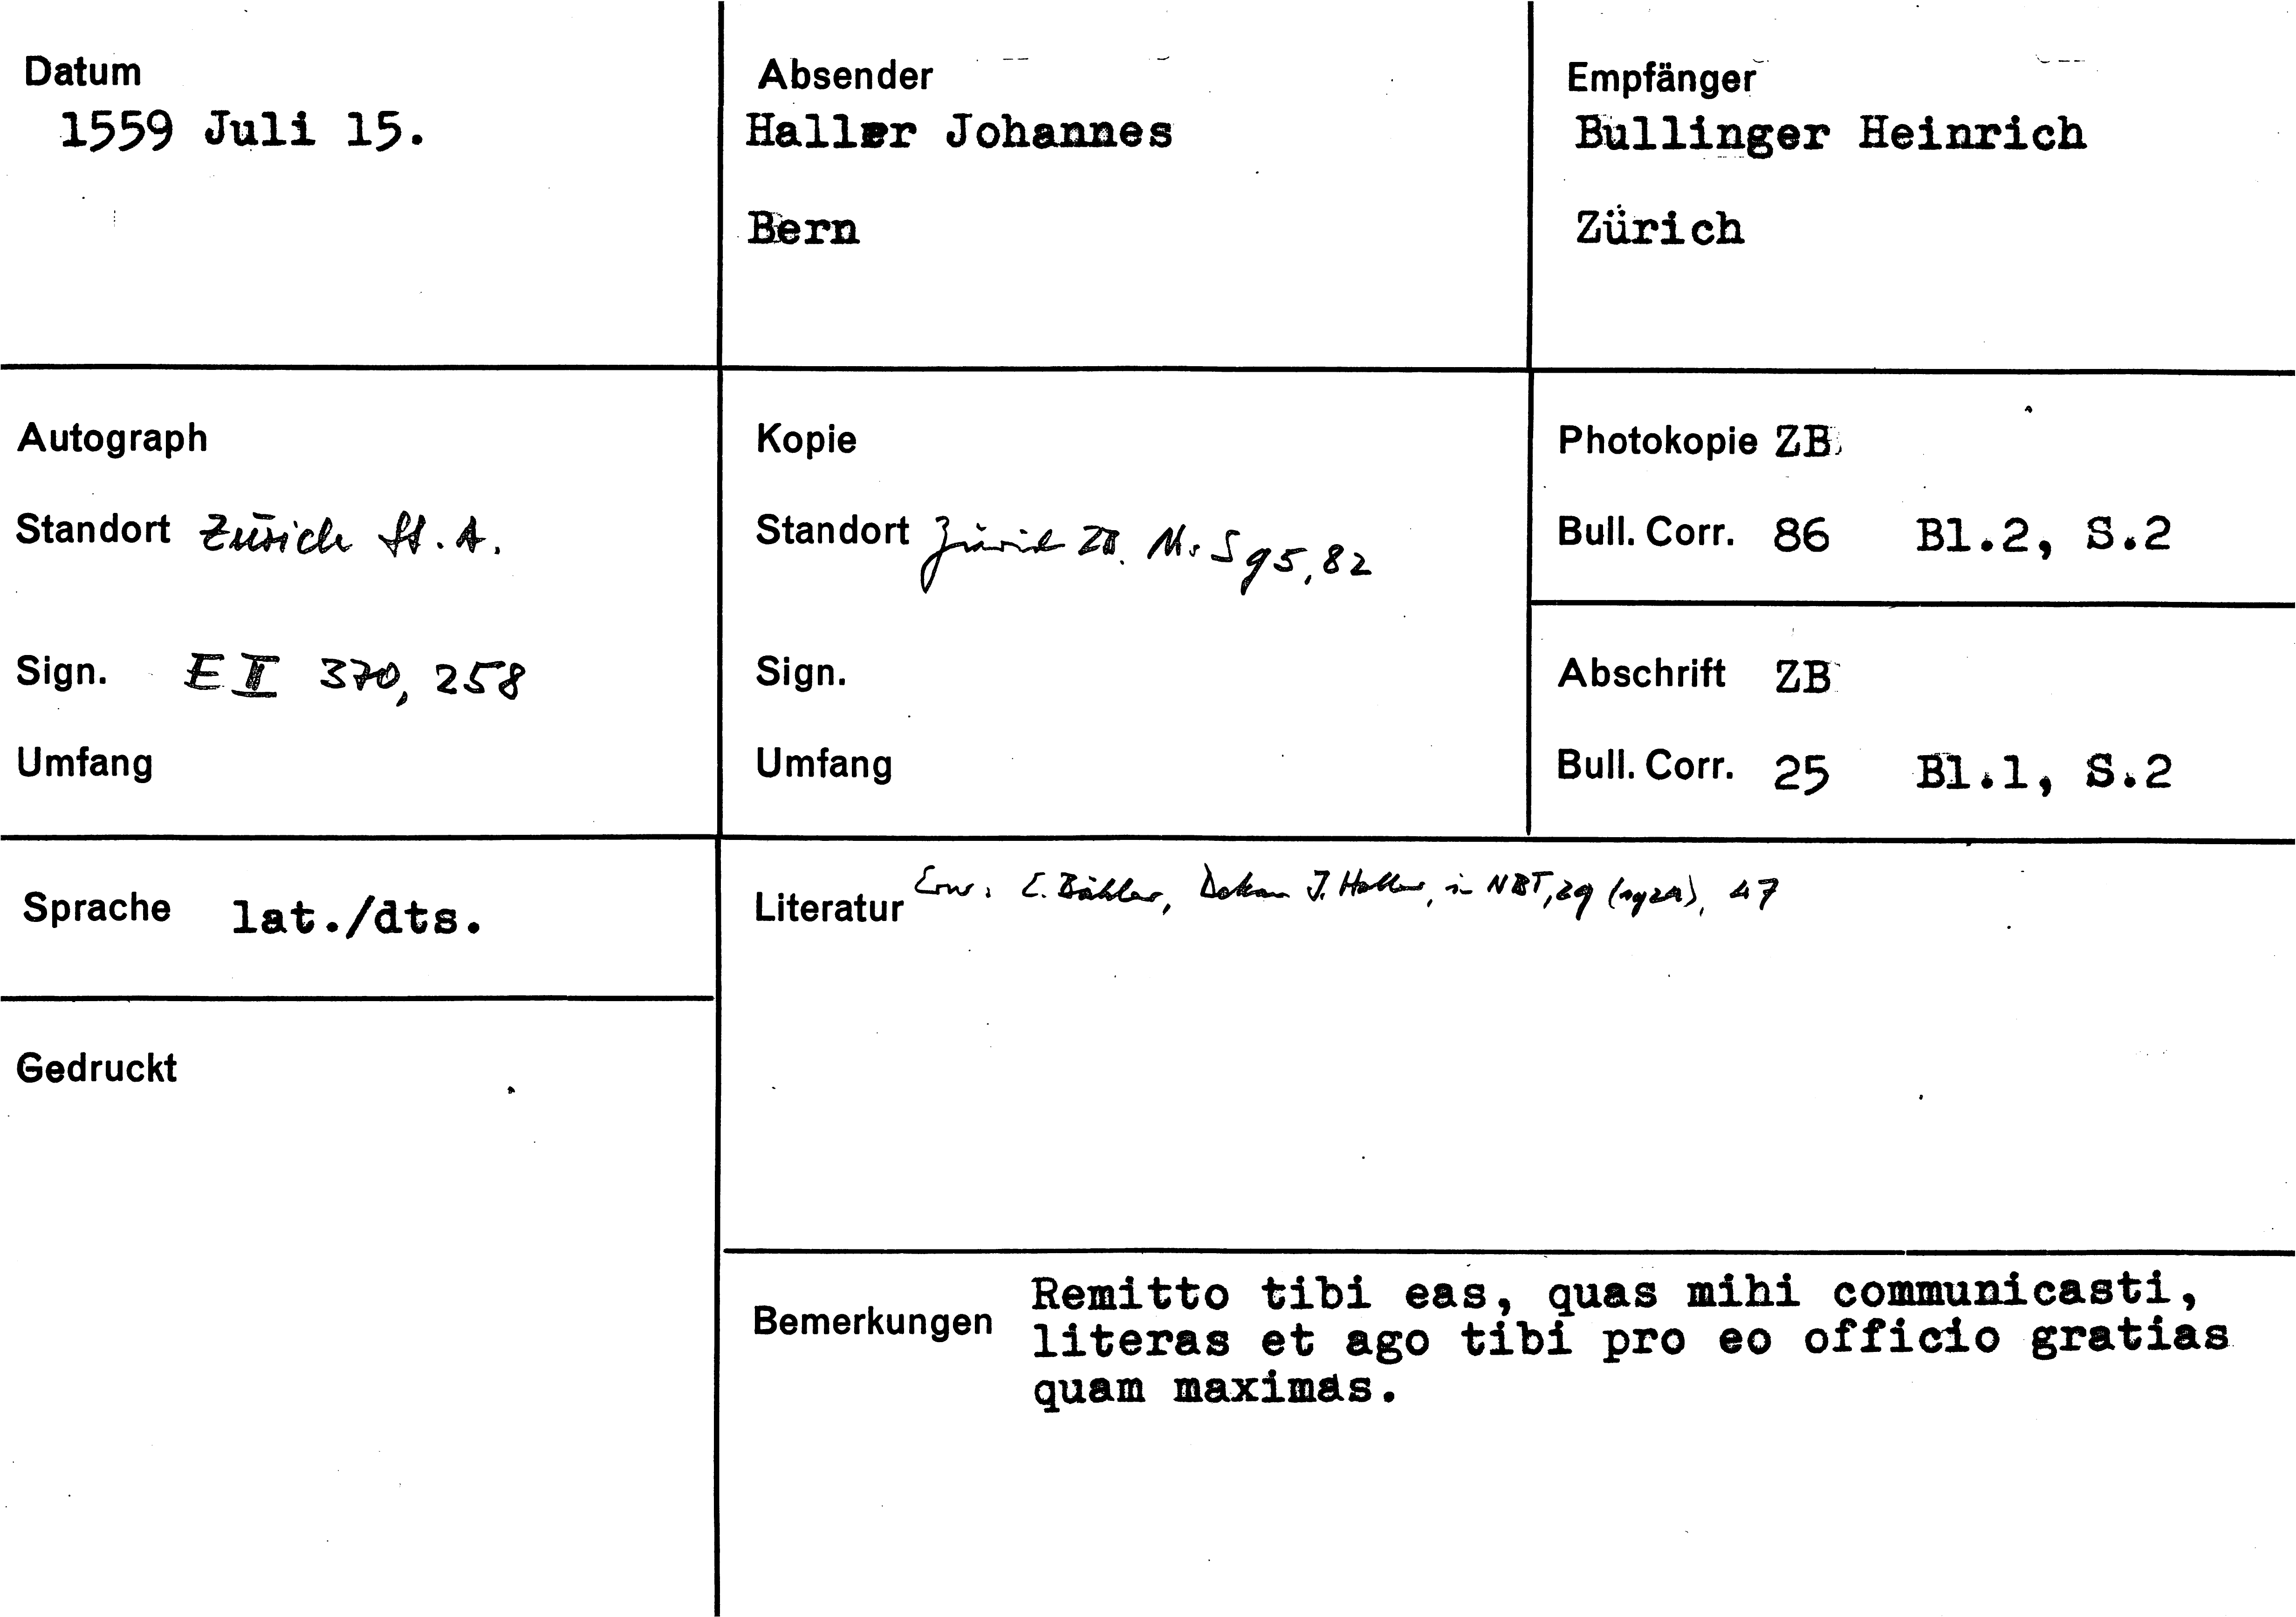 Datum
1559 Juli 15.
Absender
Haller Johannes
Bern
Empfänger
Bullinger Heinrich
Zürich
Autograph
Standort Zürich St.A.
Sign. E II 370, 258
Umfang
Kopie
Standort Zürich ZB. Ms S 95, 82
Sign.
Umfang
Photokopie ZB
Bull. Corr. 86 Bl.2, S.2
Abschrift ZB
Bull. Corr. 25 Bl.1, S.2
Sprache lat./dts.
Gedruckt
Literatur Erw.: E. Bähler, Dekan J. Haller, in NBT, 29 ( ), 47
Bemerkungen Remitto tibi eas, quas mihi communicasti,
literas et ago tibi pro eo officio gratias
quam maximas.